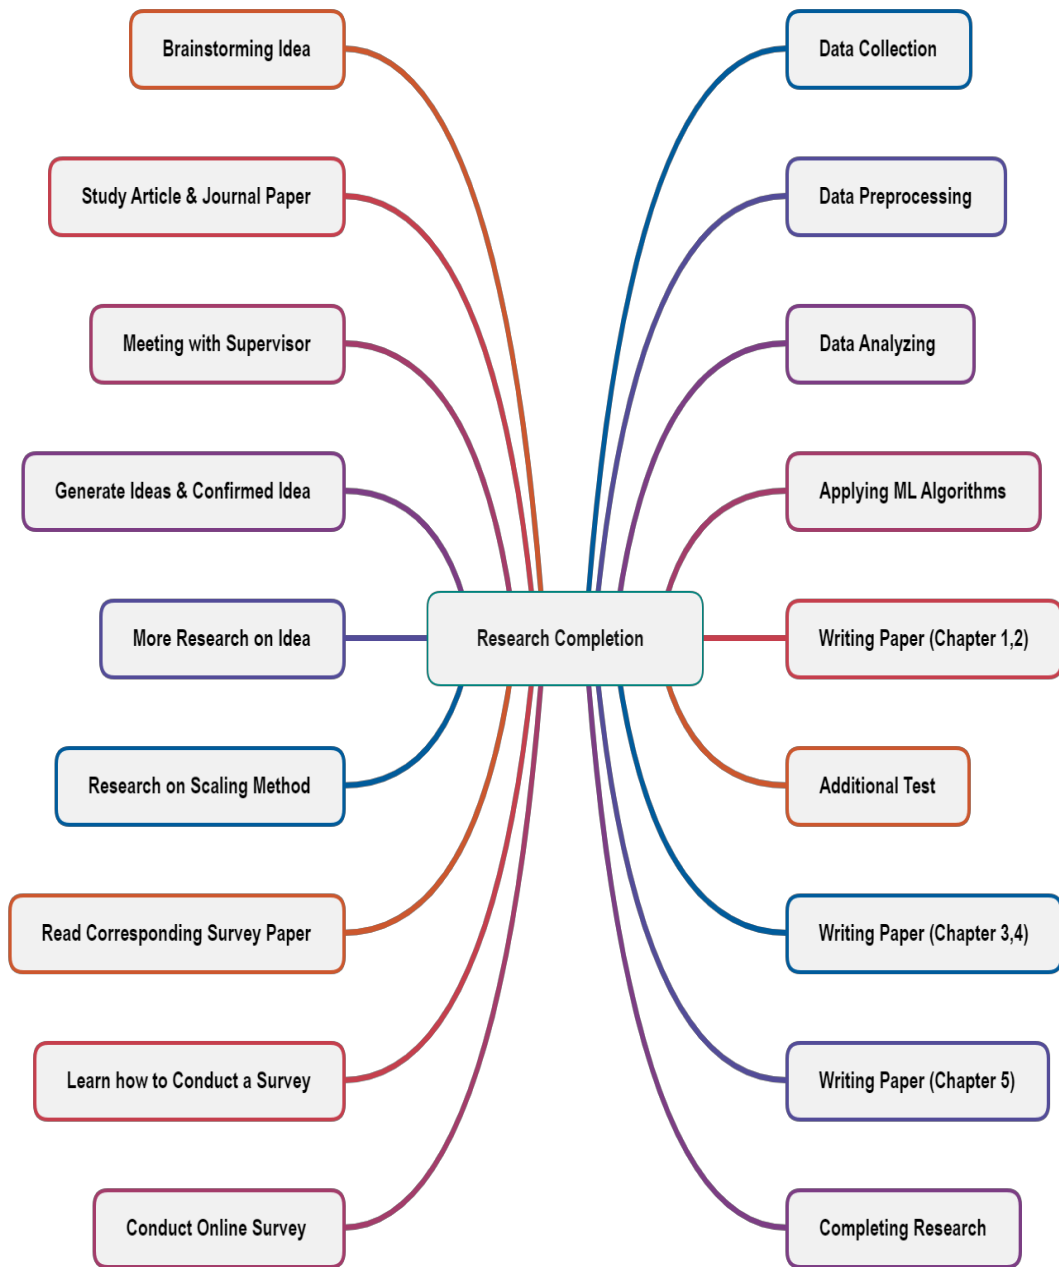 Brainstorming Idea
Study Article & Journal Paper
Meeting with Supervisor
Generate Ideas & Confirmed Idea
More Research on Idea
Research on Scaling Method
Read Corresponding Survey Paper
Learn how to Conduct a Survey
Conduct Online Survey
Research Completion
Data Collection
Data Preprocessing
Data Analyzing
Applying ML Algorithms
Writing Paper (Chapter 1,2)
Additional Test
Writing Paper (Chapter 3,4)
Writing Paper (Chapter 5)
Completing Research